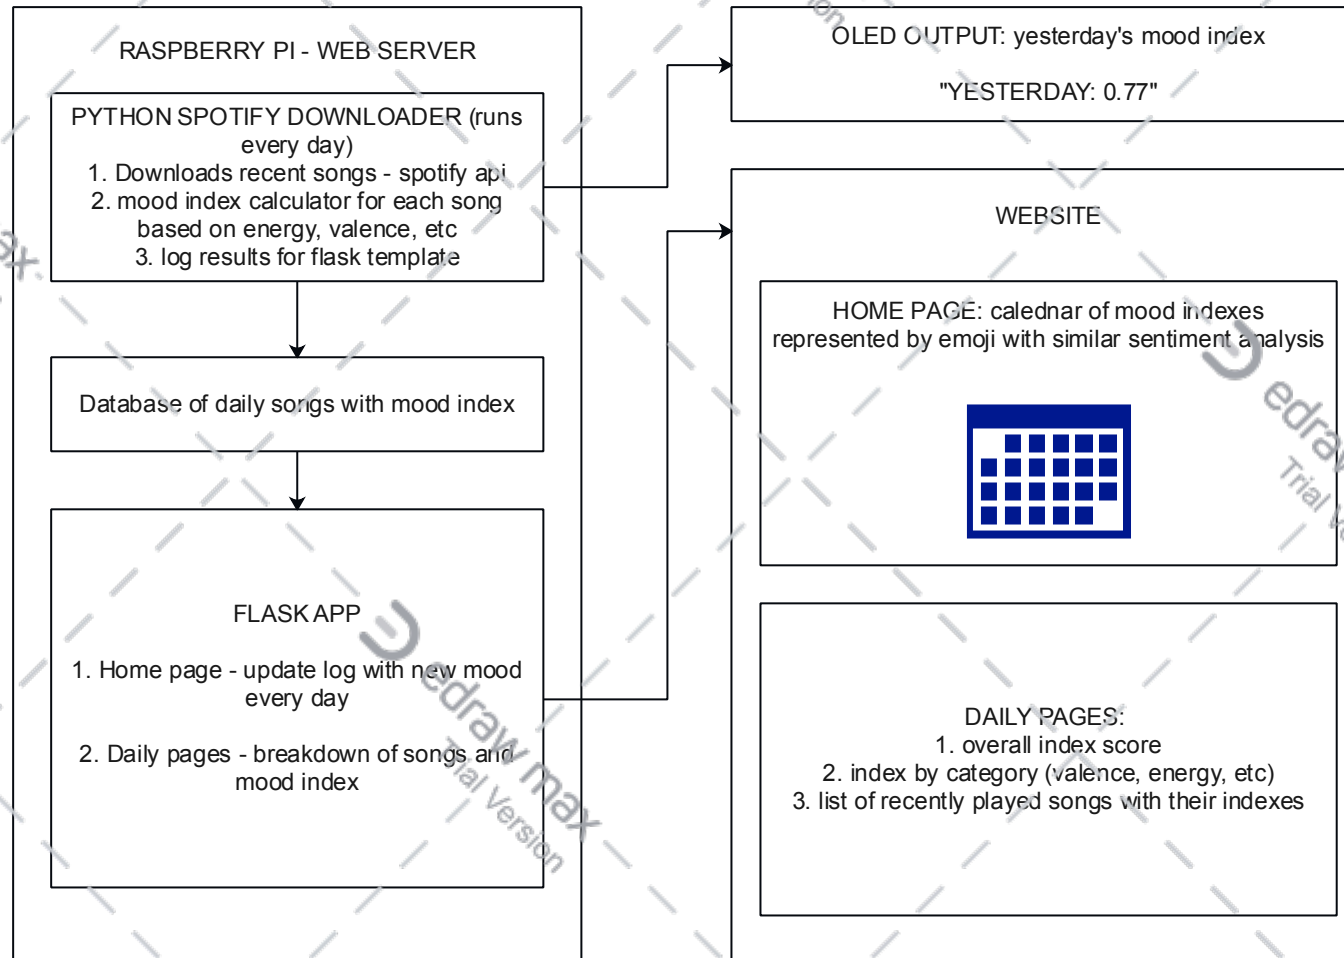 RASPBERRY PI - WEB SERVER
PYTHON SPOTIFY DOWNLOADER (runs
every day)
1. Downloads recent songs - spotify api
2. mood index calculator for each song
based on energy, valence, etc
3. log results for flask template
Database of daily songs with mood index
FLASK APP
1. Home page - update log with new mood
every day
2. Daily pages - breakdown of songs and
mood index
OLED OUTPUT: yesterday's mood index
"YESTERDAY: 0.77"
WEBSITE
HOME PAGE: calednar of mood indexes
represented by emoji with similar sentiment analysis
DAILY PAGES:
1. overall index score
2. index by category (valence, energy, etc)
3. list of recently played songs with their indexes
edraw max
Trial Version
edraw
Trial
max